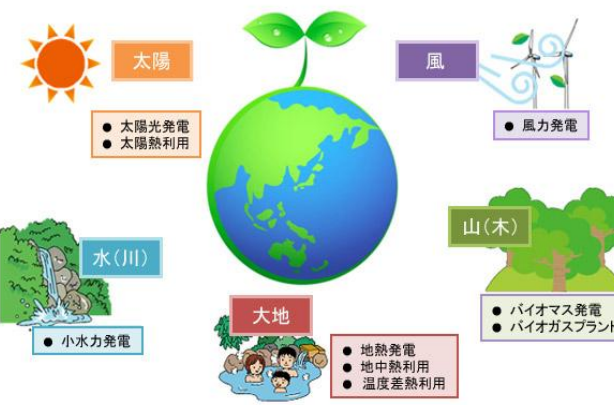 太陽
● 太陽光発電
● 太陽熱利用
風
● 風力発電
水(川)
● 小水力発電
大地
● 地熱発電
● 地中熱利用
● 温度差熱利用
山(木)
● バイオマス発電
● バイオガスプラント